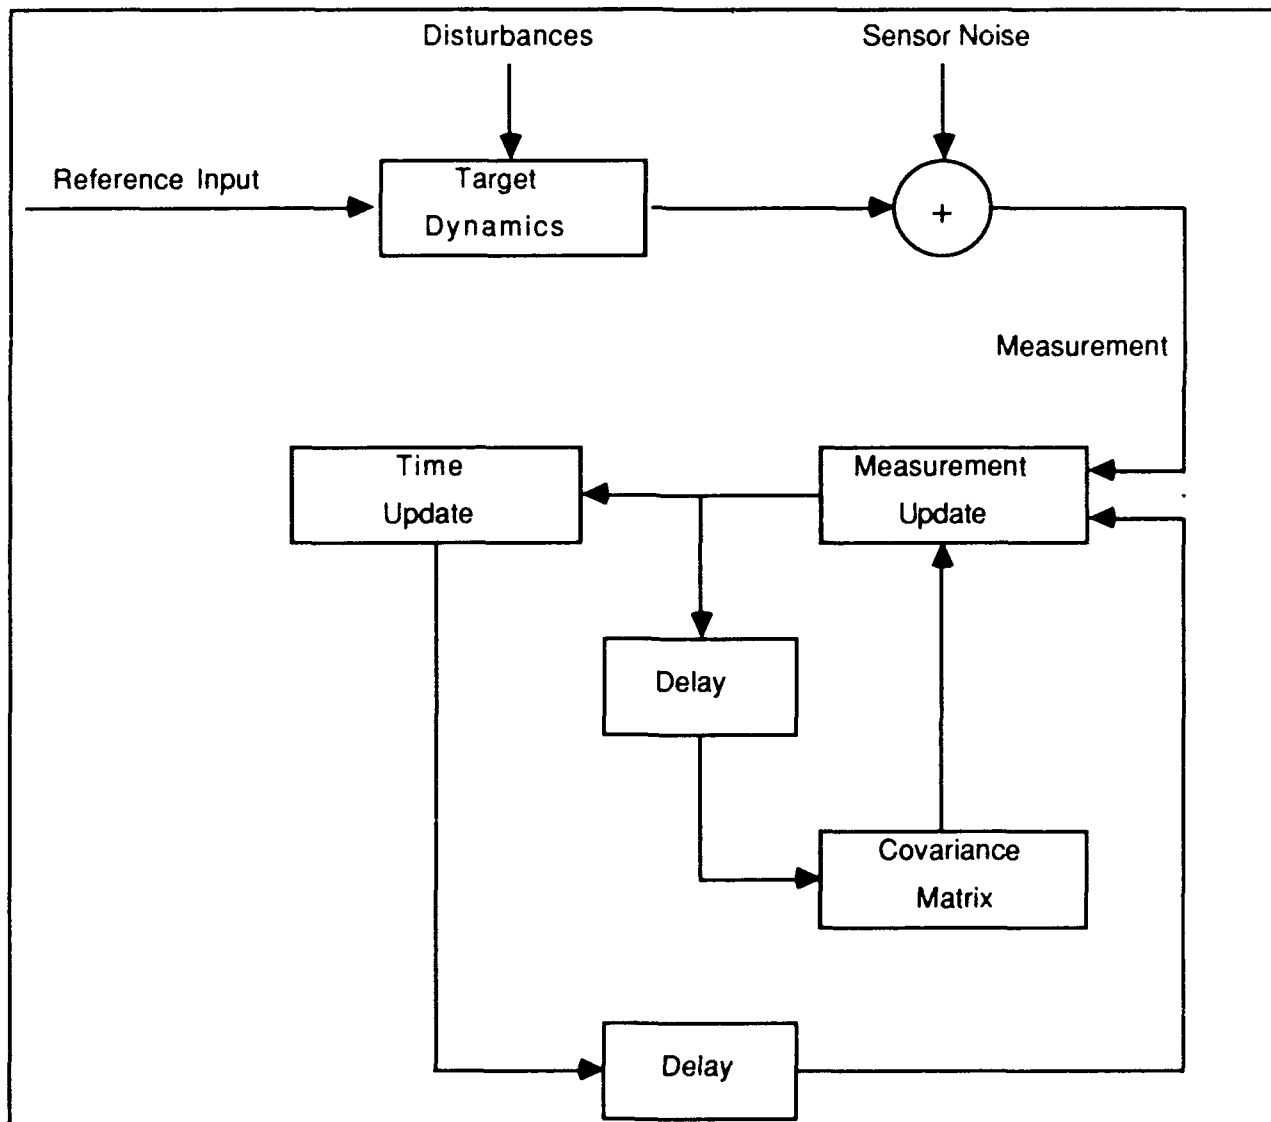 Disturbances
Sensor Noise
Reference Input
Target
Dynamics
+
Measurement
Time
Update
Measurement
Update
Delay
Covariance
Matrix
Delay